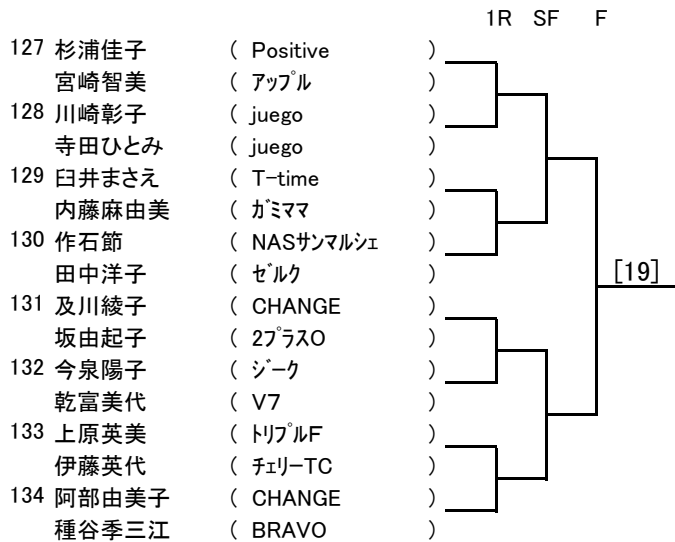 1R SF F
127 杉浦佳子 ( Positive )
宮崎智美 ( ｱｯﾌﾟﾙ )
128 川崎彰子 ( juego )
寺田ひとみ ( juego )
129 臼井まさえ ( T-time )
内藤麻由美 ( ｶﾞﾐﾏﾏ )
130 作石節 ( NASｻﾝﾏﾙｼｪ )
田中洋子 ( ｾﾞﾙｸ )
[19]
131 及川綾子 ( CHANGE )
坂由起子 ( 2ﾌﾟﾗｽO )
132 今泉陽子 ( ｼﾞｰｸ )
乾富美代 ( V7 )
133 上原英美 ( ﾄﾘﾌﾟﾙF )
伊藤英代 ( ﾁｪﾘｰTC )
134 阿部由美子 ( CHANGE )
種谷季三江 ( BRAVO )